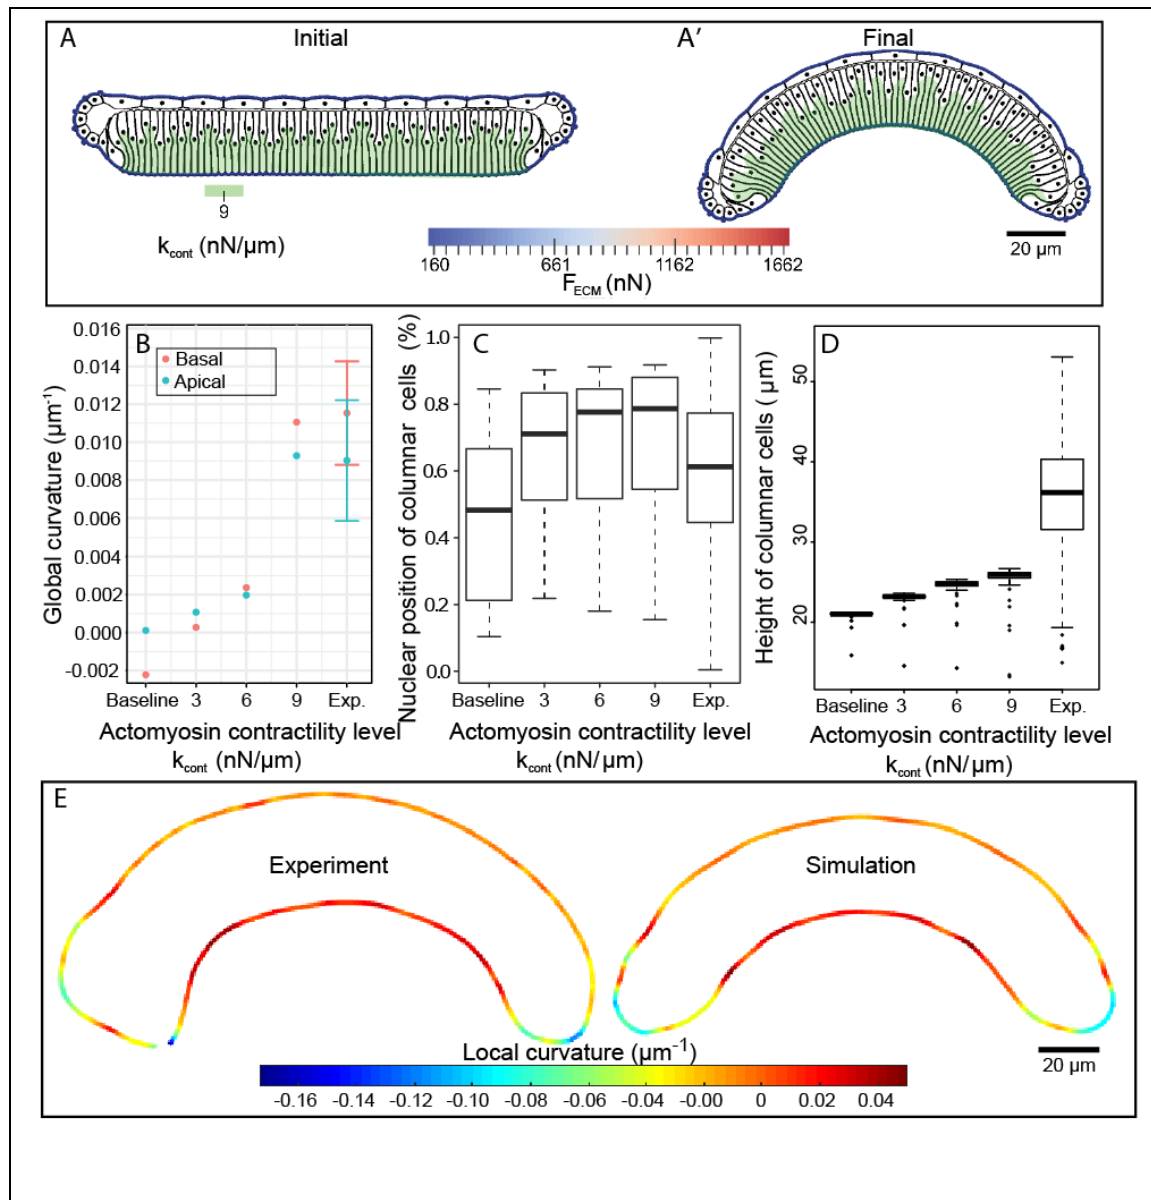 A
Initial
A′
Final
9
k_cont (nN/µm)
160
661
1162
1662
F_ECM (nN)
20 µm
B
Basal
Apical
0.016
0.014
0.012
0.010
0.008
0.006
0.004
0.002
0.000
-0.002
Global curvature (µm⁻¹)
Baseline 3 6 9 Exp.
Actomyosin contractility level
k_cont (nN/µm)
C
1.0
0.8
0.6
0.4
0.2
0.0
Nuclear position of columnar cells (%)
Baseline 3 6 9 Exp.
Actomyosin contractility level
k_cont (nN/µm)
D
50
40
30
20
Height of columnar cells ( µm)
Baseline 3 6 9 Exp.
Actomyosin contractility level
k_cont (nN/µm)
E
Experiment
Simulation
Local curvature (µm⁻¹)
-0.16 -0.14 -0.12 -0.10 -0.08 -0.06 -0.04 -0.00 0 0.02 0.04
20 µm